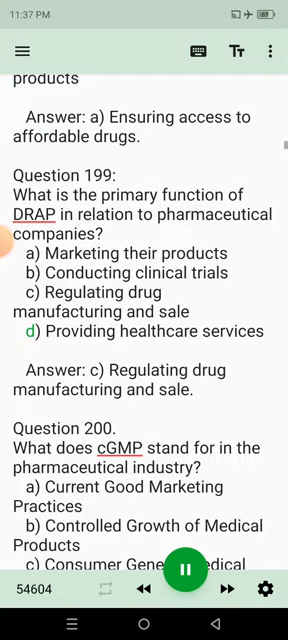 11:37 PM
69
products
Answer: a) Ensuring access to
affordable drugs.
Question 199:
What is the primary function of
DRAP in relation to pharmaceutical
companies?
a) Marketing their products
b) Conducting clinical trials
c) Regulating drug
manufacturing and sale
d) Providing healthcare services
Answer: c) Regulating drug
manufacturing and sale.
Question 200.
What does cGMP stand for in the
pharmaceutical industry?
a) Current Good Marketing
Practices
b) Controlled Growth of Medical
Products
c) Consumer
54604